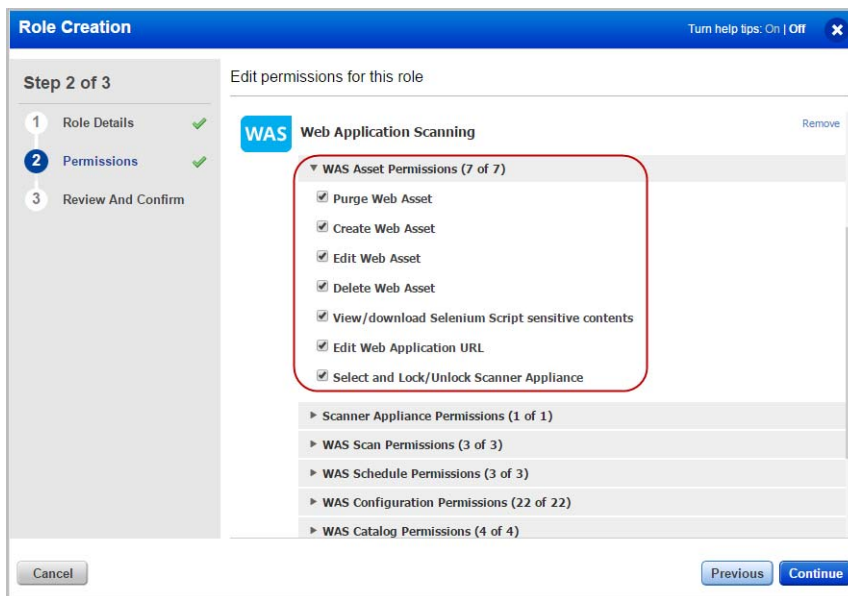 Role Creation
Turn help tips: On | Off
Step 2 of 3
1 Role Details
2 Permissions
3 Review And Confirm
Edit permissions for this role
WAS Web Application Scanning
Remove
WAS Asset Permissions (7 of 7)
Purge Web Asset
Create Web Asset
Edit Web Asset
Delete Web Asset
View/download Selenium Script sensitive contents
Edit Web Application URL
Select and Lock/Unlock Scanner Appliance
Scanner Appliance Permissions (1 of 1)
WAS Scan Permissions (3 of 3)
WAS Schedule Permissions (3 of 3)
WAS Configuration Permissions (22 of 22)
WAS Catalog Permissions (4 of 4)
Cancel
Previous
Continue